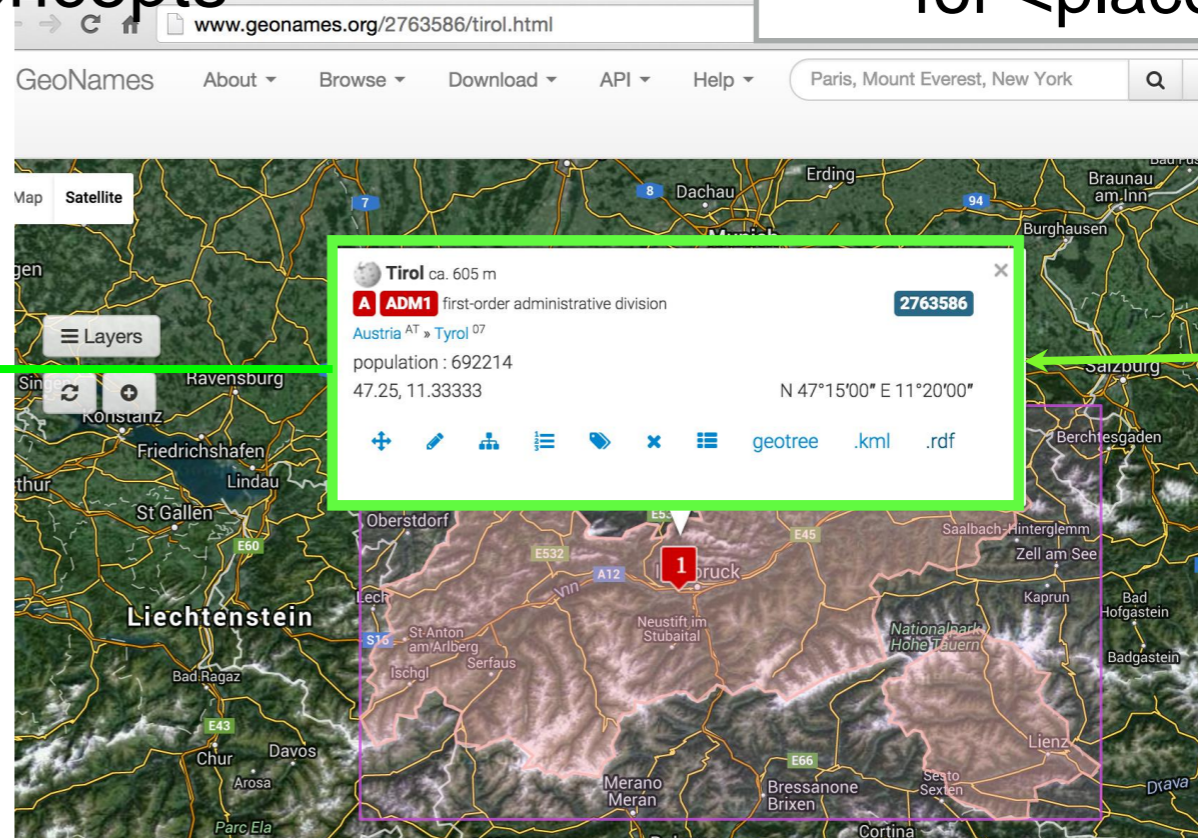 www.geonames.org/2763586/tirol.html
GeoNames About Browse Download API Help Paris, Mount Everest, New York
Map Satellite
7
8
Dachau
Erding
94
Braunau
am Inn
Burghausen
Tirol ca. 605 m
A ADM1 first-order administrative division 2763586
Austria AT » Tyrol 07
population : 692214
47.25, 11.33333 N 47°15'00" E 11°20'00"
geotree .kml .rdf
Layers
Ravensburg
Konstanz
Friedrichshafen
Lindau
St Gallen
E60
Salzburg
Berchtesgaden
Oberstdorf
E532
E45
A12
Inn
1
Saalbach-Hinterglemm
Zell am See
Kaprun
Bad
Hofgastein
Badgastein
Lech
Liechtenstein
S16
St Anton
am Arlberg
Ischgl
Serfaus
Neustift im
Stubaital
Nationalpark
Hohe Tauern
Bad Ragaz
E43
Chur
Davos
Arosa
Parc Ela
Merano
Meran
E66
Bressanone
Brixen
Sesto
Sexten
Lienz
Drava
Cortina